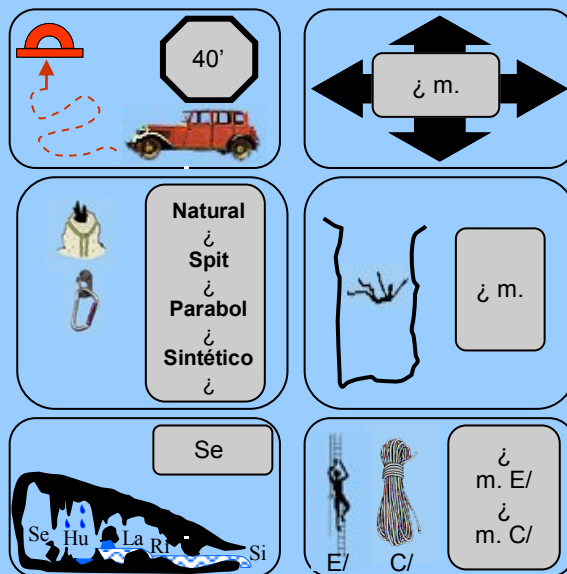 40’
¿ m.
Natural
¿
Spit
¿
Parabol
¿
Sintético
¿
¿ m.
Se
Se Hu La Ri Si
¿
m. E/
¿
m. C/
E/ C/